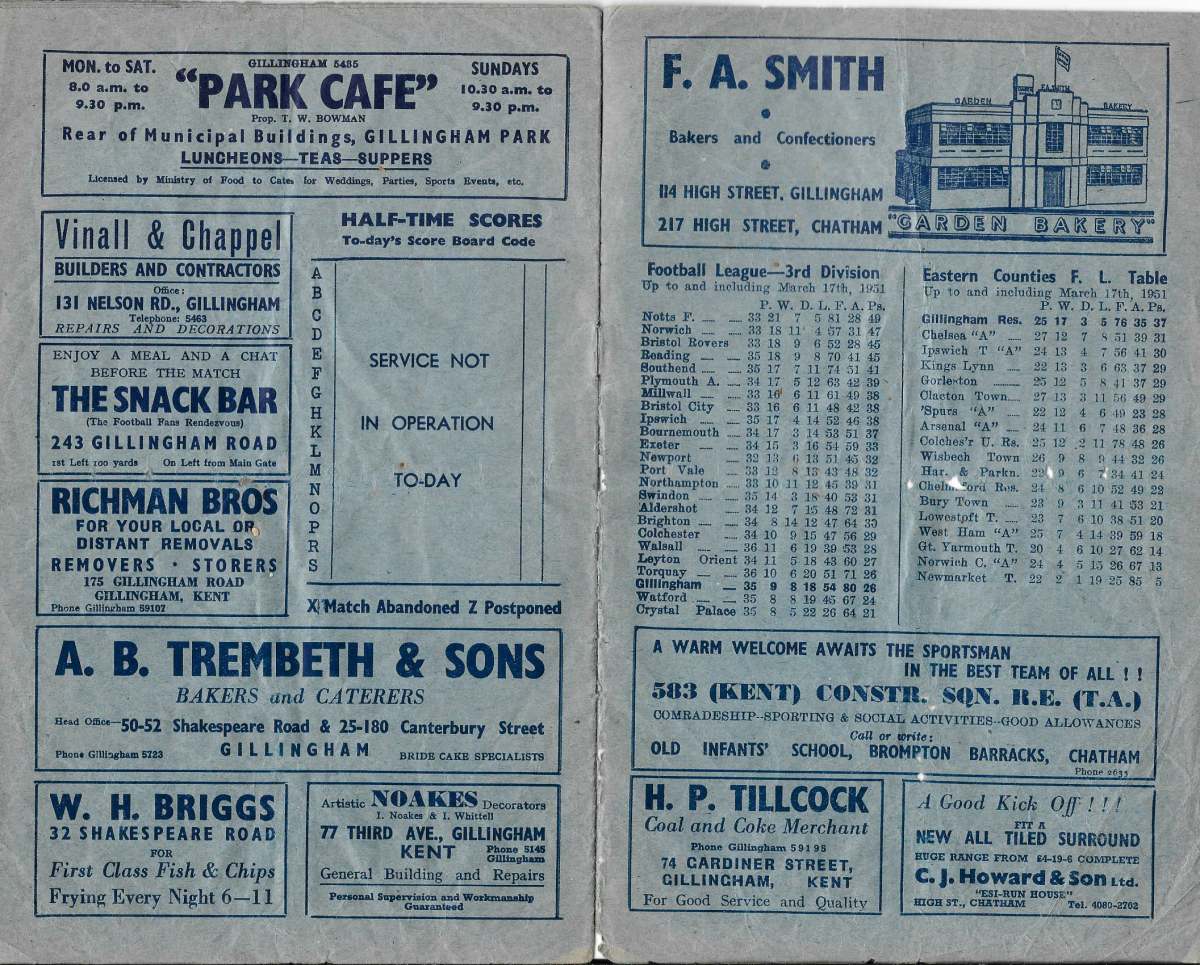 MON. to SAT.
8.0 a.m. to
9.30 p.m.
GILLINGHAM 5435
"PARK CAFE"
Prop. T. W. BOWMAN
SUNDAYS
10.30 a.m. to
9.30 p.m.
Rear of Municipal Buildings, GILLINGHAM PARK
LUNCHEONS—TEAS—SUPPERS
Licensed by Ministry of Food to Cater for Weddings, Parties, Sports Events, etc.
Vinall & Chappel
BUILDERS AND CONTRACTORS
Office:
131 NELSON RD., GILLINGHAM
Telephone: 5463
REPAIRS AND DECORATIONS
ENJOY A MEAL AND A CHAT
BEFORE THE MATCH
THE SNACK BAR
(The Football Fans Rendezvous)
243 GILLINGHAM ROAD
1st Left 100 yards On Left from Main Gate
RICHMAN BROS
FOR YOUR LOCAL OR
DISTANT REMOVALS
REMOVERS · STORERS
175 GILLINGHAM ROAD
GILLINGHAM, KENT
Phone Gillingham 59107
HALF-TIME SCORES
To-day's Score Board Code
A
B
C
D
E
F
G
H
K
L
M
N
O
P
R
S
SERVICE NOT
IN OPERATION
TO-DAY
X Match Abandoned Z Postponed
A. B. TREMBETH & SONS
BAKERS and CATERERS
Head Office—50-52 Shakespeare Road & 25-180 Canterbury Street
Phone Gillingham 5723
GILLINGHAM
BRIDE CAKE SPECIALISTS
W. H. BRIGGS
32 SHAKESPEARE ROAD
FOR
First Class Fish & Chips
Frying Every Night 6—11
Artistic NOAKES Decorators
I. Noakes & I. Whittell
77 THIRD AVE., GILLINGHAM
KENT
Phone 5145
Gillingham
General Building and Repairs
Personal Supervision and Workmanship
Guaranteed
F. A. SMITH
Bakers and Confectioners
114 HIGH STREET, GILLINGHAM
217 HIGH STREET, CHATHAM
GARDEN
F.A. SMITH
BAKERY
"GARDEN BAKERY"
Football League—3rd Division
Up to and including March 17th, 1951
P. W. D. L. F. A. Ps.
Notts F. 33 21 7 5 81 28 49
Norwich 33 18 11 4 57 31 47
Bristol Rovers 33 18 9 6 52 28 45
Reading 35 18 9 8 70 41 45
Southend 35 17 7 11 74 51 41
Plymouth A. 34 17 5 12 63 42 39
Millwall 33 16 6 11 61 49 38
Bristol City 33 16 6 11 48 42 38
Ipswich 35 17 4 14 52 46 38
Bournemouth 34 17 3 14 53 51 37
Exeter 34 15 3 16 54 59 33
Newport 32 13 6 13 51 45 32
Port Vale 33 12 8 13 43 48 32
Northampton 33 10 11 12 45 39 31
Swindon 35 14 3 18 40 53 31
Aldershot 34 12 7 15 48 72 31
Brighton 34 8 14 12 47 64 30
Colchester 34 10 9 15 47 56 29
Walsall 36 11 6 19 39 53 28
Leyton Orient 34 11 5 18 43 60 27
Torquay 36 10 6 20 51 71 26
Gillingham 35 9 8 18 54 80 26
Watford 35 8 8 19 45 67 24
Crystal Palace 35 8 5 22 26 64 21
Eastern Counties F. L. Table
Up to and including March 17th, 1951
P. W. D. L. F. A. Ps.
Gillingham Res. 25 17 3 5 76 35 37
Chelsea "A" 27 12 7 8 51 39 31
Ipswich T "A" 24 13 4 7 56 41 30
Kings Lynn 22 13 3 6 63 37 29
Gorleston 25 12 5 8 41 37 29
Clacton Town 27 13 3 11 56 49 29
'Spurs "A" 22 12 4 6 49 23 28
Arsenal "A" 24 11 6 7 48 36 28
Colches'r U. Rs. 25 12 2 11 78 48 26
Wisbech Town 26 9 8 9 44 32 26
Har. & Parkn. 22 9 6 7 34 41 24
Chelmsford Res. 24 8 6 10 52 49 22
Bury Town 23 9 3 11 41 53 21
Lowestoft T. 23 7 6 10 38 51 20
West Ham "A" 25 7 4 14 39 59 18
Gt. Yarmouth T. 20 4 6 10 27 62 14
Norwich C. "A" 24 4 5 15 26 67 13
Newmarket T. 22 2 1 19 25 85 5
A WARM WELCOME AWAITS THE SPORTSMAN
IN THE BEST TEAM OF ALL ! !
583 (KENT) CONSTR. SQN. R.E. (T.A.)
COMRADESHIP--SPORTING & SOCIAL ACTIVITIES--GOOD ALLOWANCES
Call or write:
OLD INFANTS' SCHOOL, BROMPTON BARRACKS, CHATHAM
Phone
H. P. TILLCOCK
Coal and Coke Merchant
Phone Gillingham 59195
74 GARDINER STREET,
GILLINGHAM, KENT
For Good Service and Quality
A Good Kick Off ! ! !
FIT A
NEW ALL TILED SURROUND
HUGE RANGE FROM £4-19-6 COMPLETE
C. J. Howard & Son Ltd.
"ESI-RUN HOUSE"
HIGH ST., CHATHAM Tel. 4080-2702